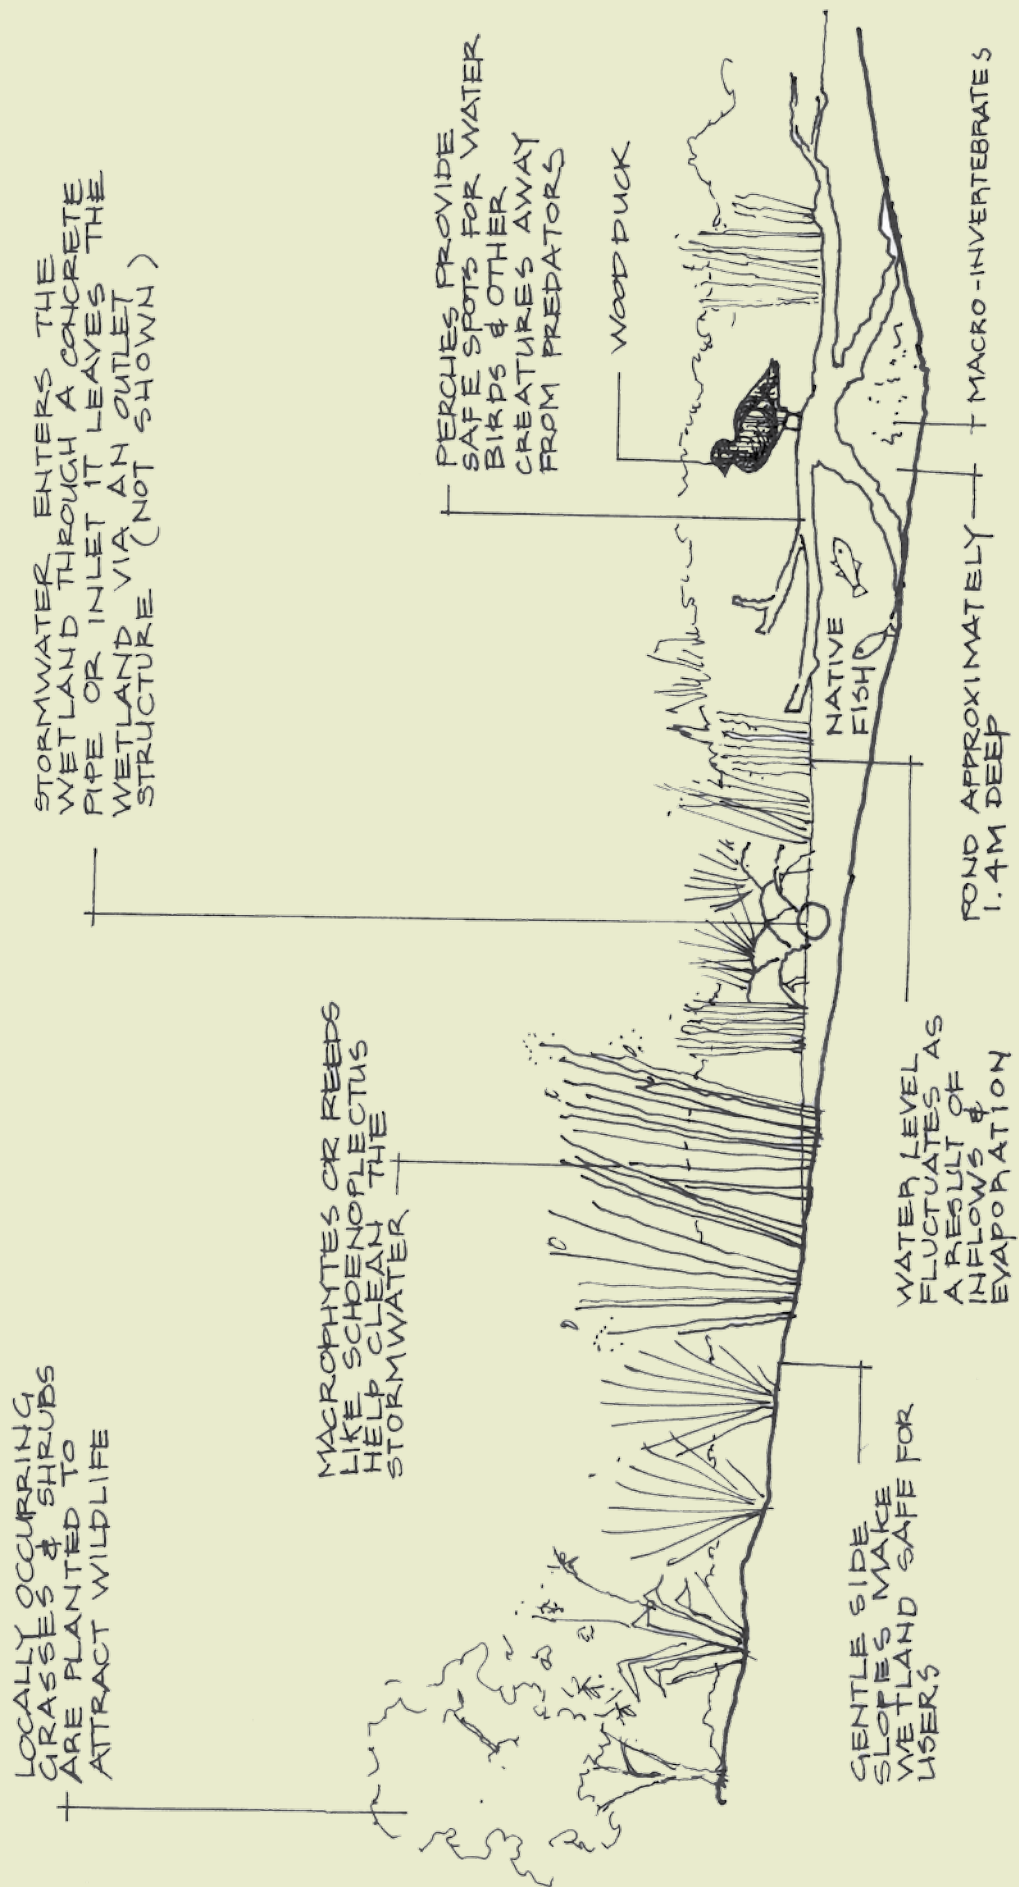 LOCALLY OCCURRING
GRASSES & SHRUBS
ARE PLANTED TO
ATTRACT WILDLIFE
STORMWATER ENTERS THE
WETLAND THROUGH A CONCRETE
PIPE OR INLET IT LEAVES THE
WETLAND VIA AN OUTLET
STRUCTURE (NOT SHOWN)
MACROPHYTES OR REEDS
LIKE SCHOENOPLECTUS
HELP CLEAN THE
STORMWATER
PERCHES PROVIDE
SAFE SPOTS FOR WATER
BIRDS & OTHER
CREATURES AWAY
FROM PREDATORS
WOOD DUCK
NATIVE
FISH
GENTLE SIDE
SLOPES MAKE
WETLAND SAFE FOR
USERS
WATER LEVEL
FLUCTUATES AS
A RESULT OF
INFLOWS &
EVAPORATION
POND APPROXIMATELY
1.4M DEEP
MACRO-INVERTEBRATES